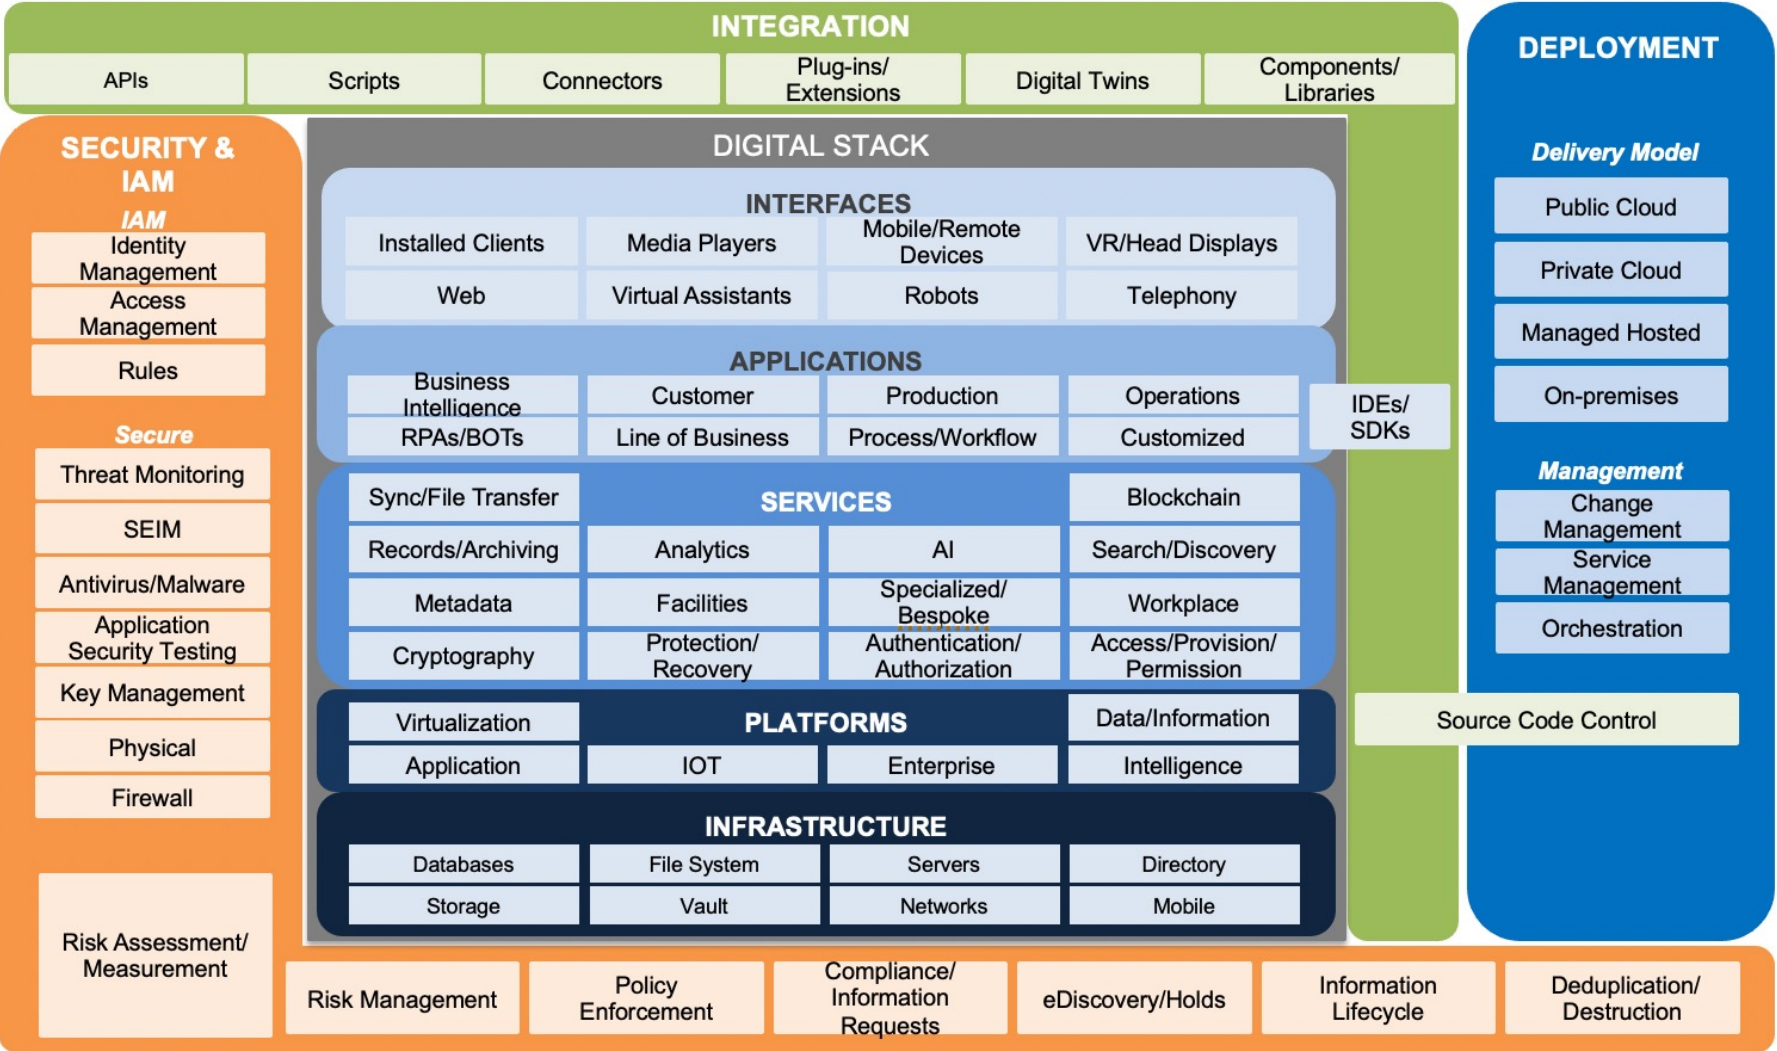 INTEGRATION
APIs
Scripts
Connectors
Plug-ins/
Extensions
Digital Twins
Components/
Libraries
DEPLOYMENT
Delivery Model
Public Cloud
Private Cloud
Managed Hosted
On-premises
Management
Change
Management
Service
Management
Orchestration
SECURITY &
IAM
IAM
Identity
Management
Access
Management
Rules
Secure
Threat Monitoring
SEIM
Antivirus/Malware
Application
Security Testing
Key Management
Physical
Firewall
Risk Assessment/
Measurement
DIGITAL STACK
INTERFACES
Installed Clients
Media Players
Mobile/Remote
Devices
VR/Head Displays
Web
Virtual Assistants
Robots
Telephony
APPLICATIONS
Business
Intelligence
Customer
Production
Operations
RPAs/BOTs
Line of Business
Process/Workflow
Customized
IDEs/
SDKs
SERVICES
Sync/File Transfer
Blockchain
Records/Archiving
Analytics
AI
Search/Discovery
Metadata
Facilities
Specialized/
Bespoke
Workplace
Cryptography
Protection/
Recovery
Authentication/
Authorization
Access/Provision/
Permission
PLATFORMS
Virtualization
Data/Information
Application
IOT
Enterprise
Intelligence
Source Code Control
INFRASTRUCTURE
Databases
File System
Servers
Directory
Storage
Vault
Networks
Mobile
Risk Management
Policy
Enforcement
Compliance/
Information
Requests
eDiscovery/Holds
Information
Lifecycle
Deduplication/
Destruction